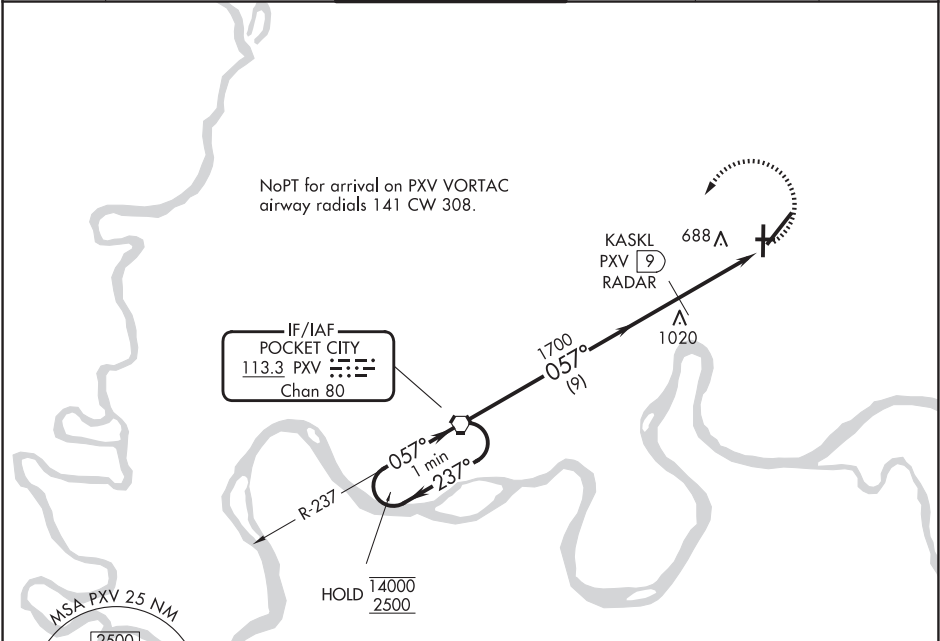 NoPT for arrival on PXV VORTAC
airway radials 141 CW 308.
KASKL
PXV 9
RADAR
688
1020
IF/IAF
POCKET CITY
113.3 PXV
Chan 80
1700
057°
(9)
057°
1 min
237°
R-237
HOLD 14000
2500
MSA PXV 25 NM
2500